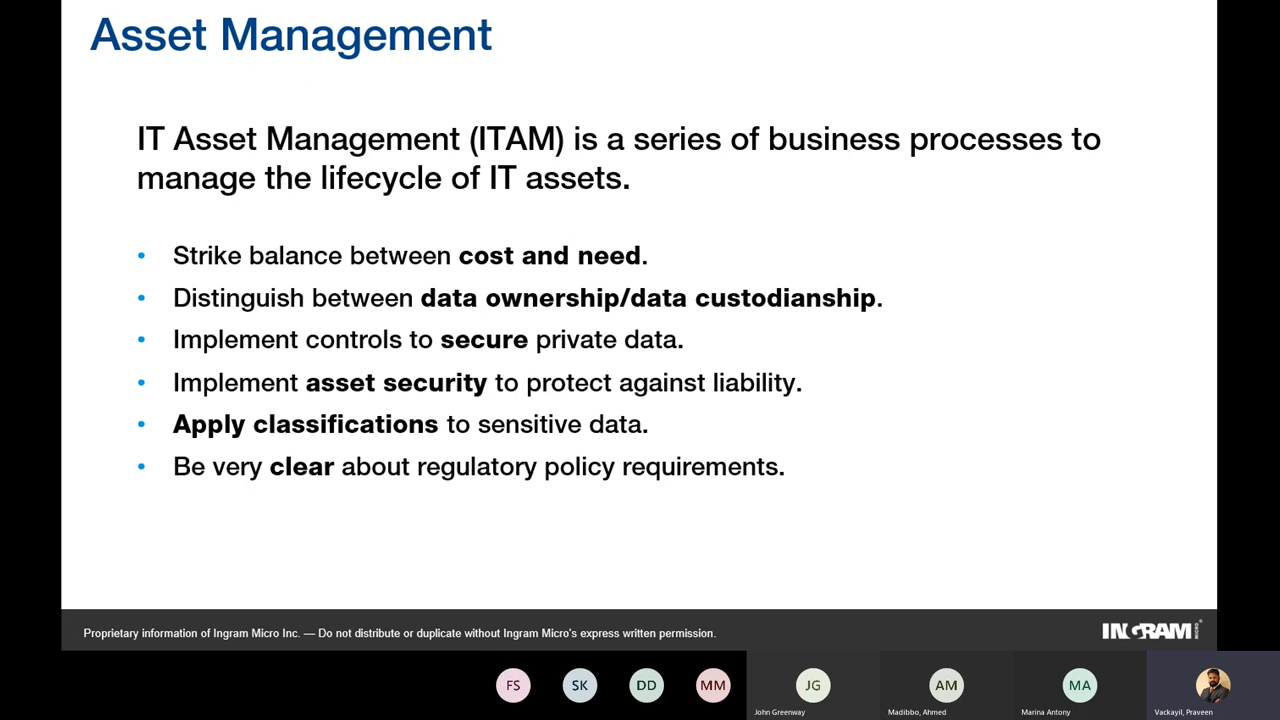 Asset Management
IT Asset Management (ITAM) is a series of business processes to
manage the lifecycle of IT assets.
• Strike balance between cost and need.
• Distinguish between data ownership/data custodianship.
• Implement controls to secure private data.
• Implement asset security to protect against liability.
• Apply classifications to sensitive data.
• Be very clear about regulatory policy requirements.
Proprietary information of Ingram Micro Inc. — Do not distribute or duplicate without Ingram Micro's express written permission.
INGRAM MICRO
FS SK DD MM JG AM MA
John Greenway Madibbo, Ahmed Marina Antony Vackayil, Praveen